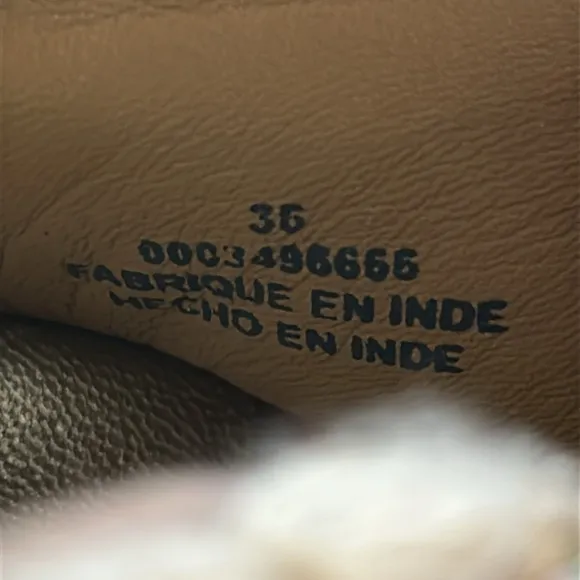 36
0003496666
FABRIQUE EN INDE
HECHO EN INDE